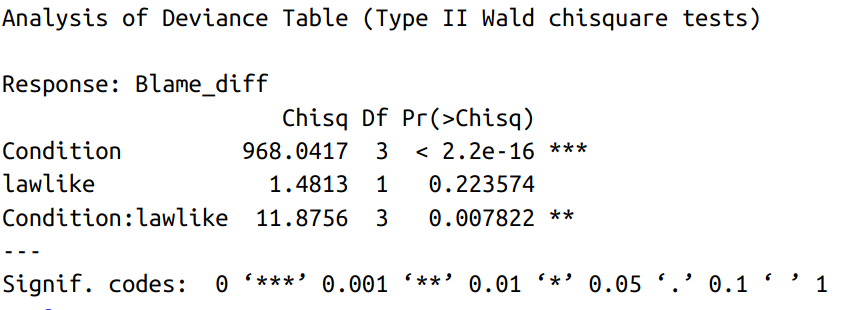 Analysis of Deviance Table (Type II Wald chisquare tests)
Response: Blame_diff
Chisq Df Pr(>Chisq)
Condition 968.0417 3 < 2.2e-16 ***
lawlike 1.4813 1 0.223574
Condition:lawlike 11.8756 3 0.007822 **
---
Signif. codes: 0 ‘***’ 0.001 ‘**’ 0.01 ‘*’ 0.05 ‘.’ 0.1 ‘ ’ 1